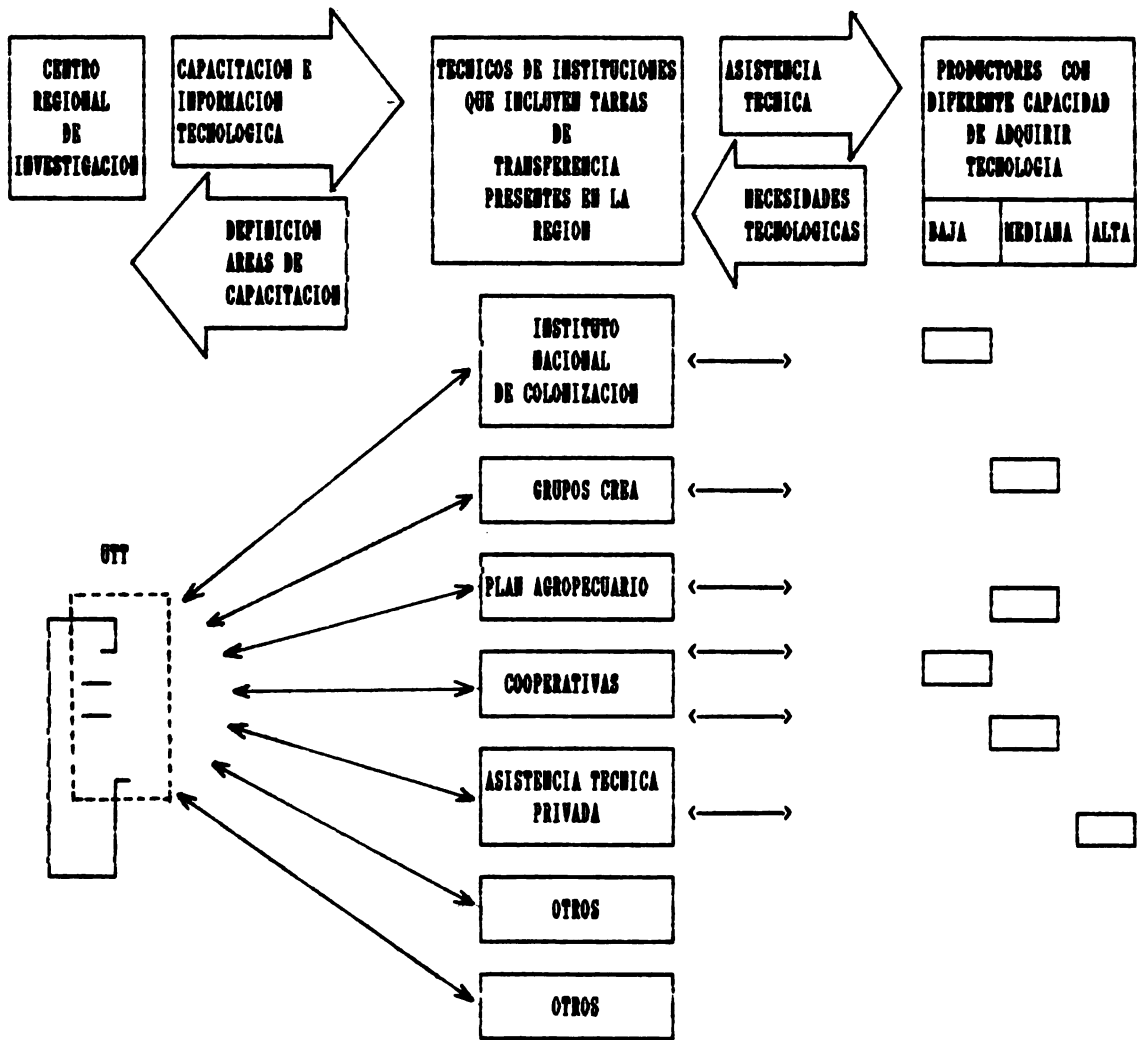 CENTRO
REGIONAL
DE
INVESTIGACION
CAPACITACION E
INFORMACION
TECNOLOGICA
DEFINICION
AREAS DE
CAPACITACION
TECNICOS DE INSTITUCIONES
QUE INCLUYEN TAREAS
DE
TRANSFERENCIA
PRESENTES EN LA
REGION
ASISTENCIA
TECNICA
NECESIDADES
TECNOLOGICAS
PRODUCTORES CON
DIFERENTE CAPACIDAD
DE ADQUIRIR
TECNOLOGIA
BAJA MEDIANA ALTA
INSTITUTO
NACIONAL
DE COLONIZACION
GRUPOS CREA
UTT
PLAN AGROPECUARIO
COOPERATIVAS
ASISTENCIA TECNICA
PRIVADA
OTROS
OTROS